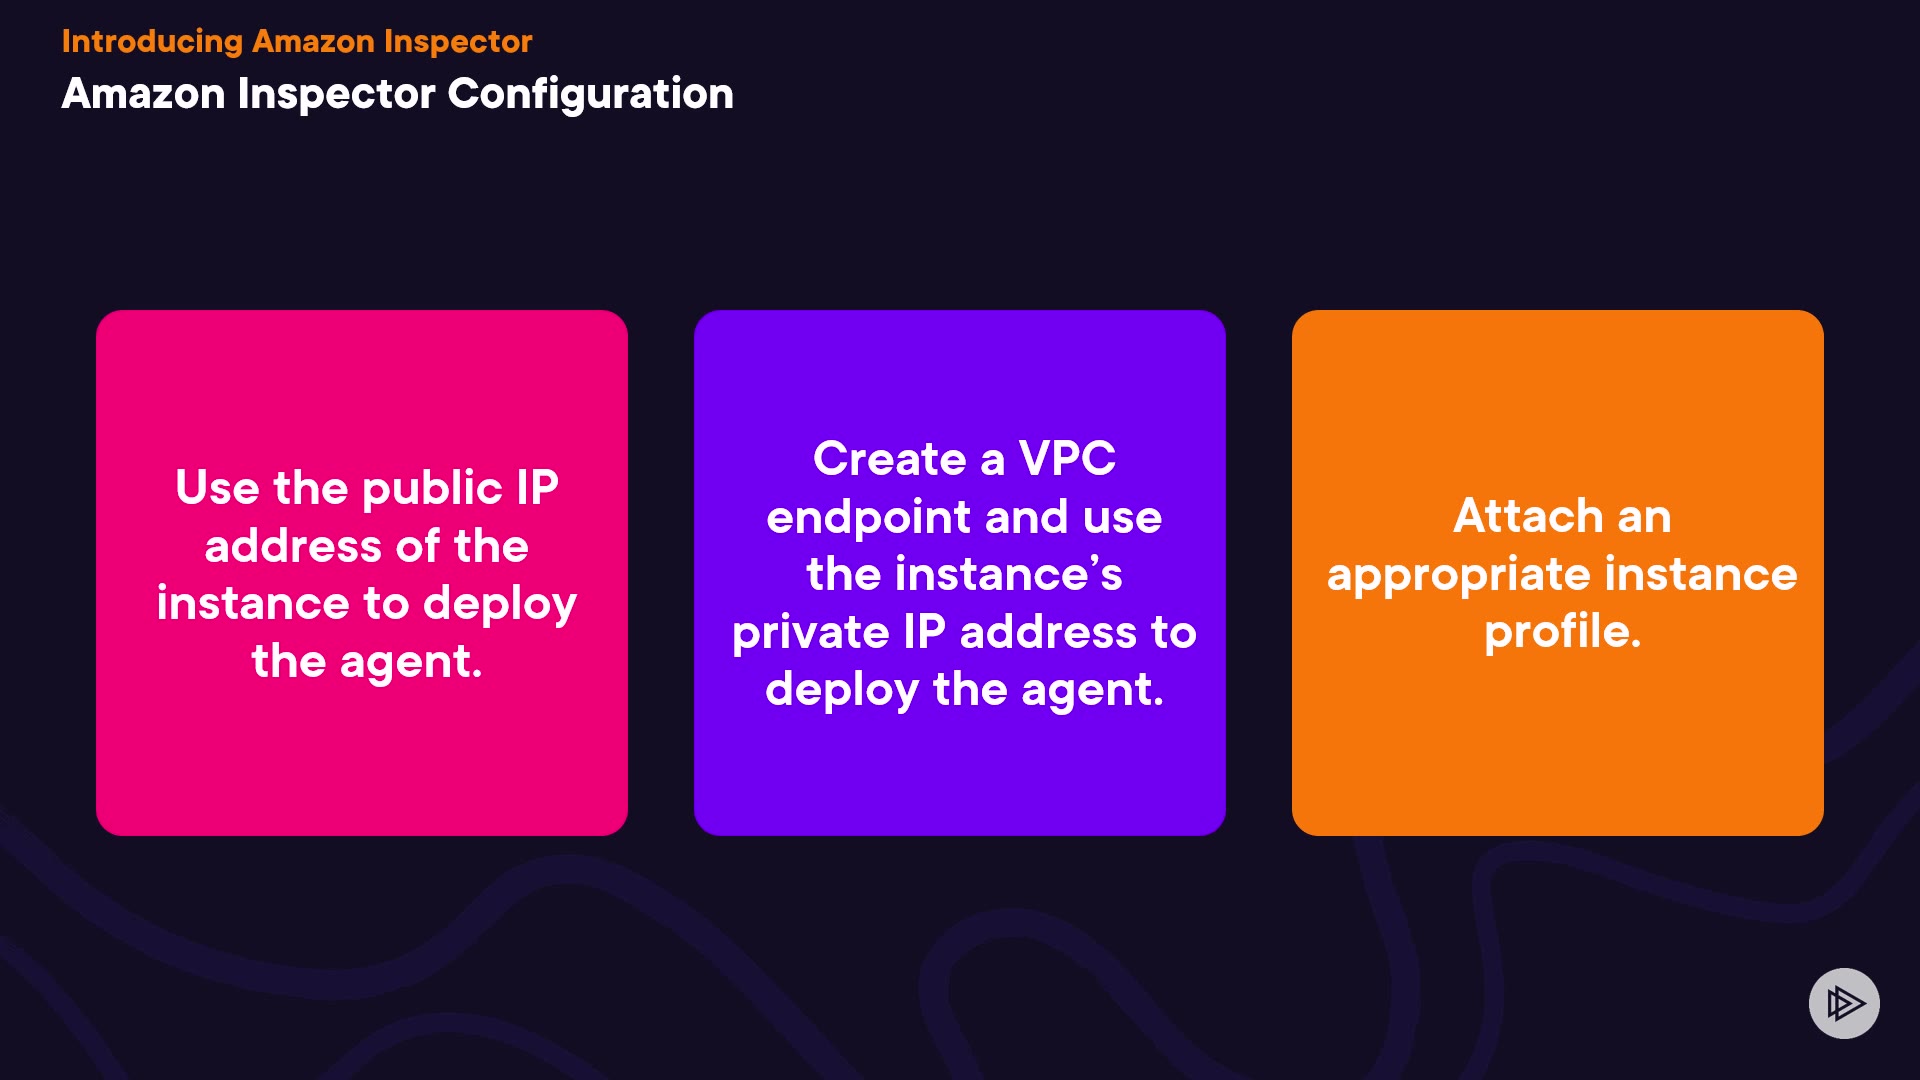 Introducing Amazon Inspector
Amazon Inspector Configuration
Use the public IP
address of the
instance to deploy
the agent.
Create a VPC
endpoint and use
the instance’s
private IP address to
deploy the agent.
Attach an
appropriate instance
profile.